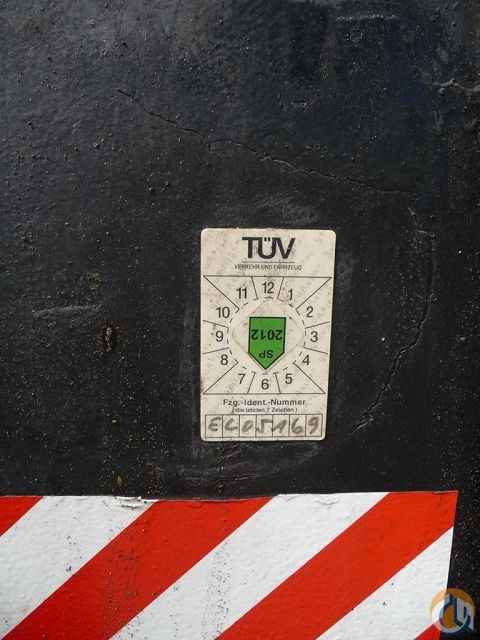 TÜV
VERKEHR UND FAHRZEUG
12
11
1
10
2
9
3
8
4
7
5
6
2012
SP
Fzg.-Ident.-Nummer
(die letzten 7 Zeichen)
EL05169